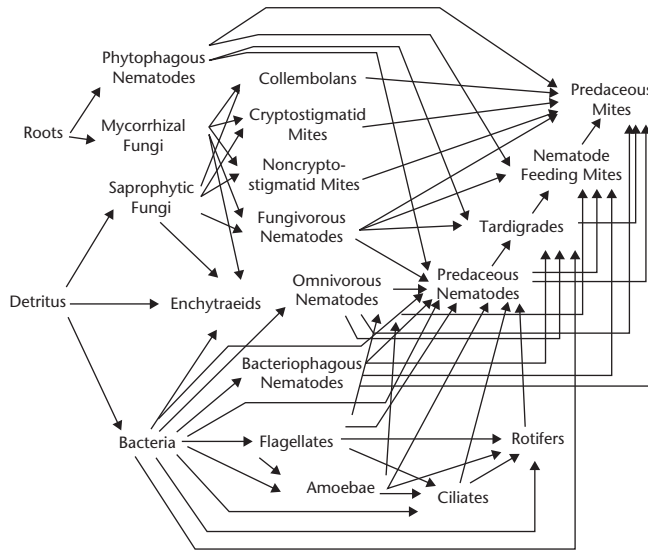 Phytophagous
Nematodes
Collembolans
Predaceous
Mites
Roots
Mycorrhizal
Fungi
Cryptostigmatid
Mites
Nematode
Feeding Mites
Noncrypto-
stigmatid Mites
Saprophytic
Fungi
Fungivorous
Nematodes
Tardigrades
Detritus
Enchytraeids
Omnivorous
Nematodes
Predaceous
Nematodes
Bacteriophagous
Nematodes
Bacteria
Flagellates
Rotifers
Amoebae
Ciliates